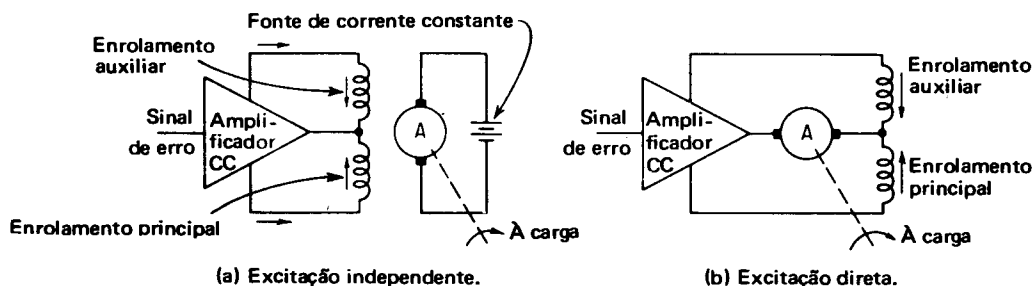 Fonte de corrente constante
Enrolamento
auxiliar
Sinal
de erro
Ampli-
ficador
CC
A
Enrolamento principal
À carga
(a) Excitação independente.
Enrolamento
auxiliar
Sinal
de erro
Ampli-
ficador
CC
A
Enrolamento
principal
À carga
(b) Excitação direta.